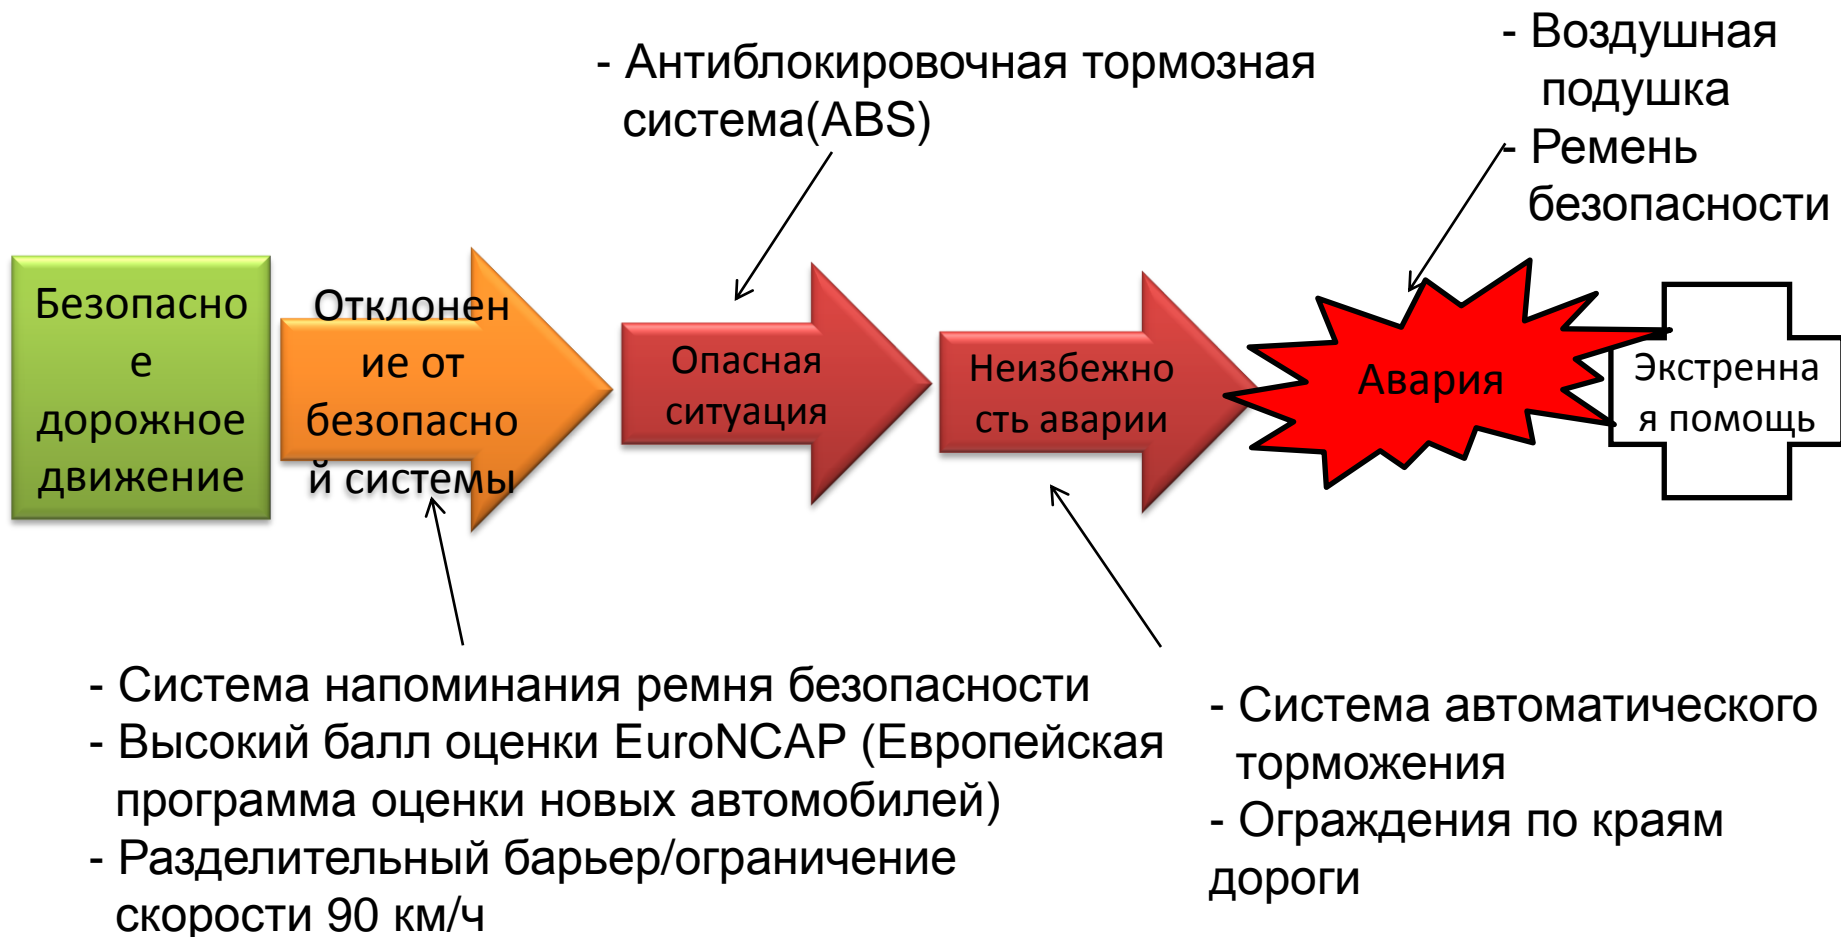 - Антиблокировочная тормозная
система(ABS)
- Воздушная
подушка
- Ремень
безопасности
Безопасно
е
дорожное
движение
Отклонен
ие от
безопасно
й системы
Опасная
ситуация
Неизбежно
сть аварии
Авария
Экстренна
я помощь
- Система напоминания ремня безопасности
- Высокий балл оценки EuroNCAP (Европейская
программа оценки новых автомобилей)
- Разделительный барьер/ограничение
скорости 90 км/ч
- Система автоматического
торможения
- Ограждения по краям
дороги